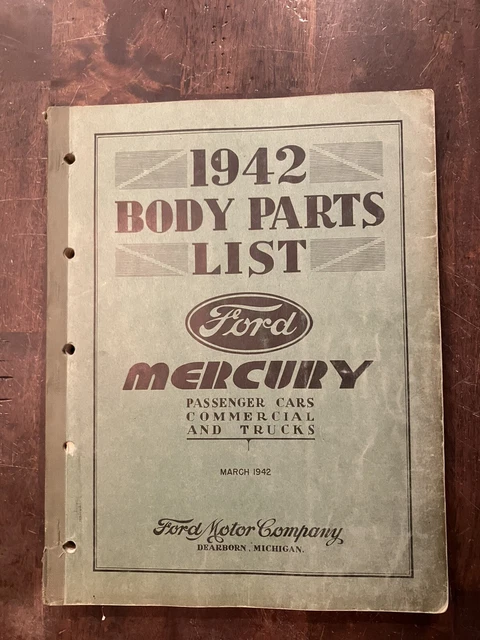 1942
BODY PARTS
LIST
Ford
MERCURY
PASSENGER CARS
COMMERCIAL
AND TRUCKS
MARCH 1942
Ford Motor Company
DEARBORN, MICHIGAN.